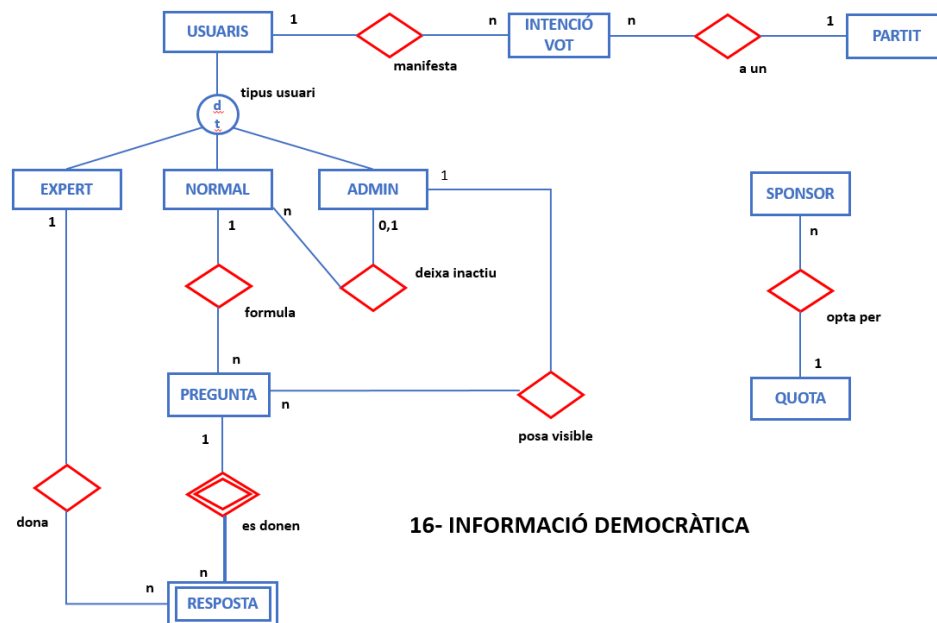 1
n
n
1
USUARIS
INTENCIÓ
VOT
PARTIT
manifesta
a un
tipus usuari
d
t
EXPERT
NORMAL
ADMIN
1
SPONSOR
1
1
n
0,1
n
deixa inactiu
formula
opta per
n
1
PREGUNTA
n
QUOTA
1
posa visible
dona
es donen
16- INFORMACIÓ DEMOCRÀTICA
n
n
RESPOSTA